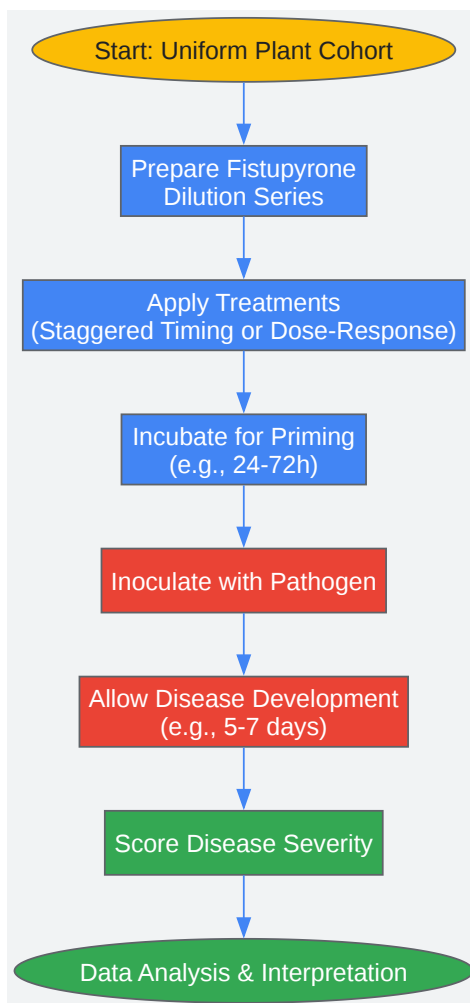 Start: Uniform Plant Cohort
Prepare Fistupyrone
Dilution Series
Apply Treatments
(Staggered Timing or Dose-Response)
Incubate for Priming
(e.g., 24-72h)
Inoculate with Pathogen
Allow Disease Development
(e.g., 5-7 days)
Score Disease Severity
Data Analysis & Interpretation